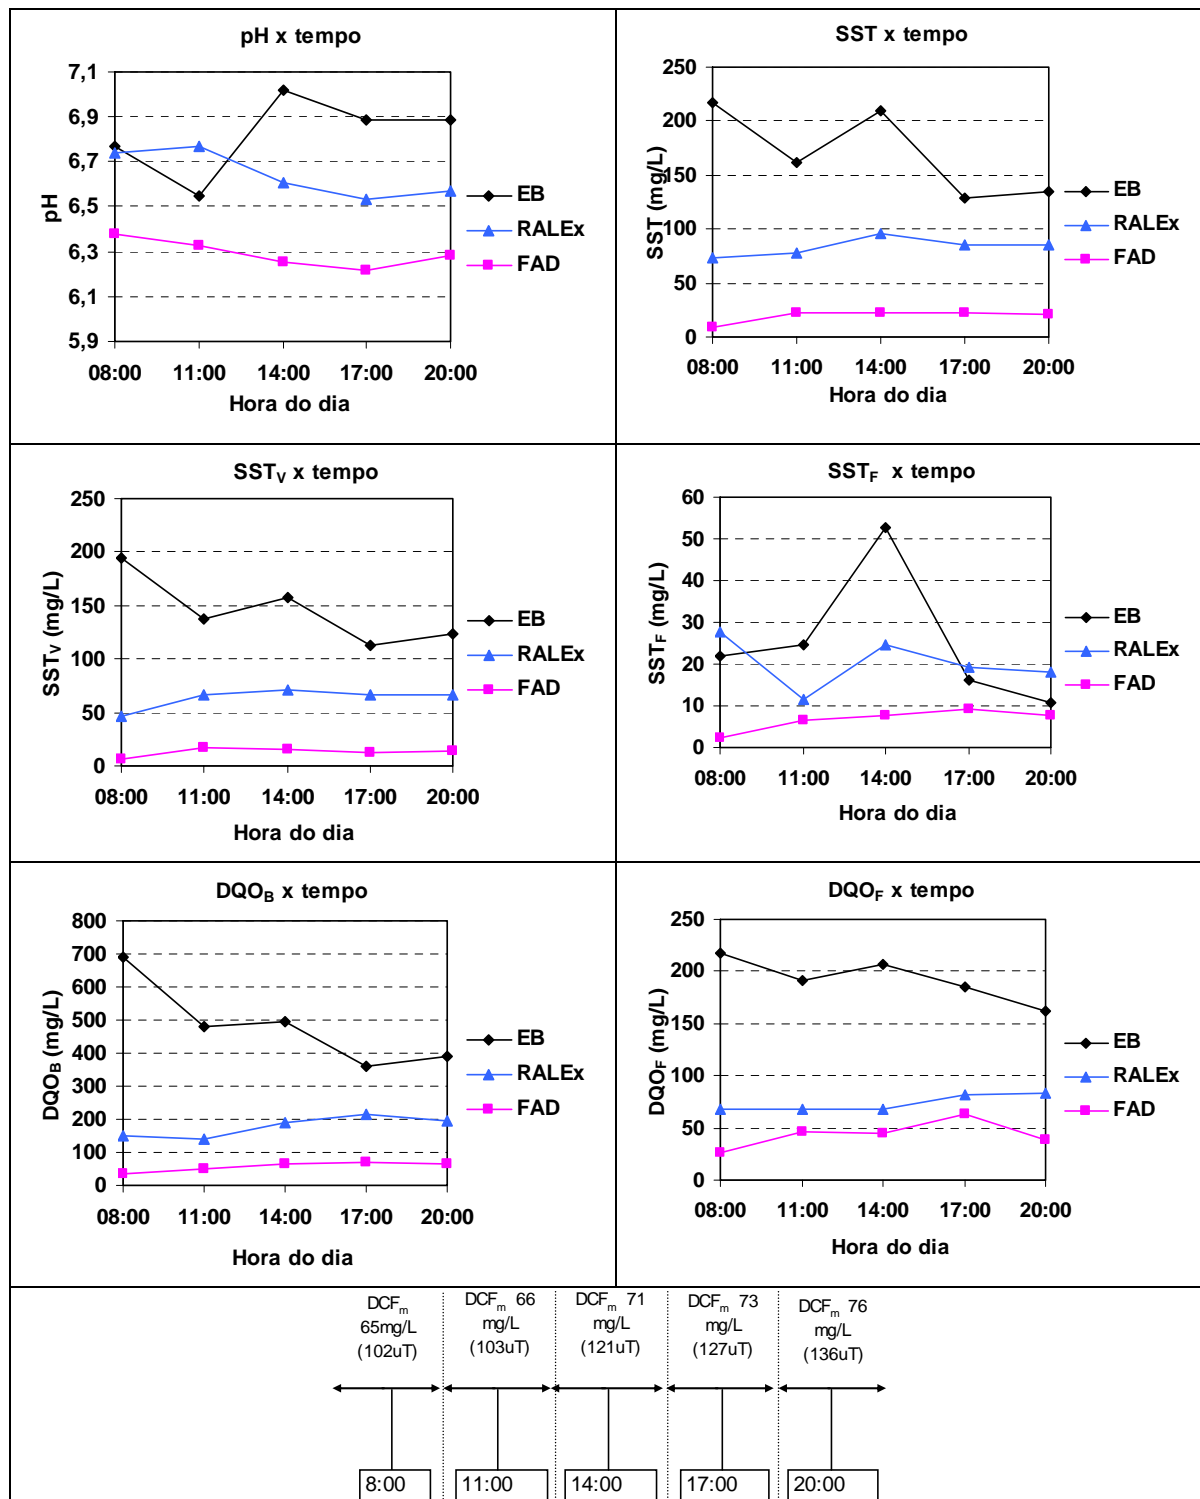 pH x tempo
7,1
6,9
6,7
6,5
6,3
6,1
5,9
pH
08:00 11:00 14:00 17:00 20:00
Hora do dia
EB
RALEx
FAD
SST x tempo
250
200
150
100
50
0
SST (mg/L)
08:00 11:00 14:00 17:00 20:00
Hora do dia
EB
RALEx
FAD
SSTV x tempo
250
200
150
100
50
0
SSTV (mg/L)
08:00 11:00 14:00 17:00 20:00
Hora do dia
EB
RALEx
FAD
SSTF x tempo
60
50
40
30
20
10
0
SSTF (mg/L)
08:00 11:00 14:00 17:00 20:00
Hora do dia
EB
RALEx
FAD
DQOB x tempo
800
700
600
500
400
300
200
100
0
DQOB (mg/L)
08:00 11:00 14:00 17:00 20:00
Hora do dia
EB
RALEx
FAD
DQOF x tempo
250
200
150
100
50
0
DQOF (mg/L)
08:00 11:00 14:00 17:00 20:00
Hora do dia
EB
RALEx
FAD
DCFm
65mg/L
(102uT)
DCFm 66
mg/L
(103uT)
DCFm 71
mg/L
(121uT)
DCFm 73
mg/L
(127uT)
DCFm 76
mg/L
(136uT)
8:00
11:00
14:00
17:00
20:00